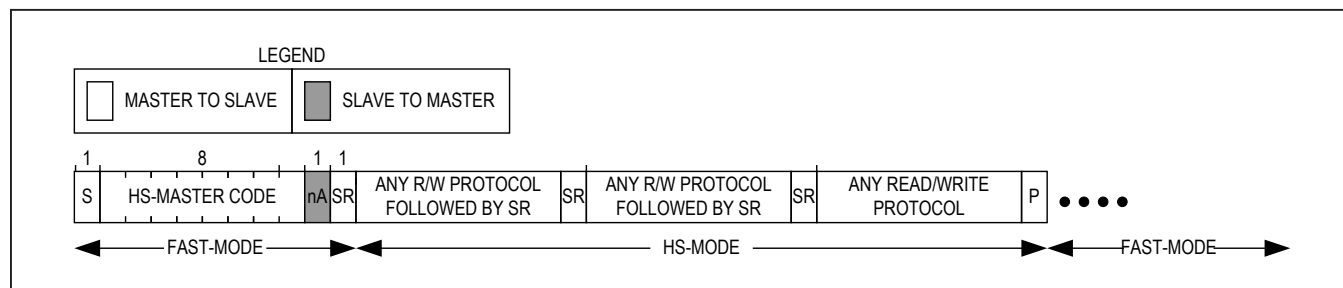 LEGEND
MASTER TO SLAVE SLAVE TO MASTER
1 8 1 1
S HS-MASTER CODE nA SR ANY R/W PROTOCOL FOLLOWED BY SR SR ANY R/W PROTOCOL FOLLOWED BY SR SR ANY READ/WRITE PROTOCOL P
FAST-MODE HS-MODE FAST-MODE